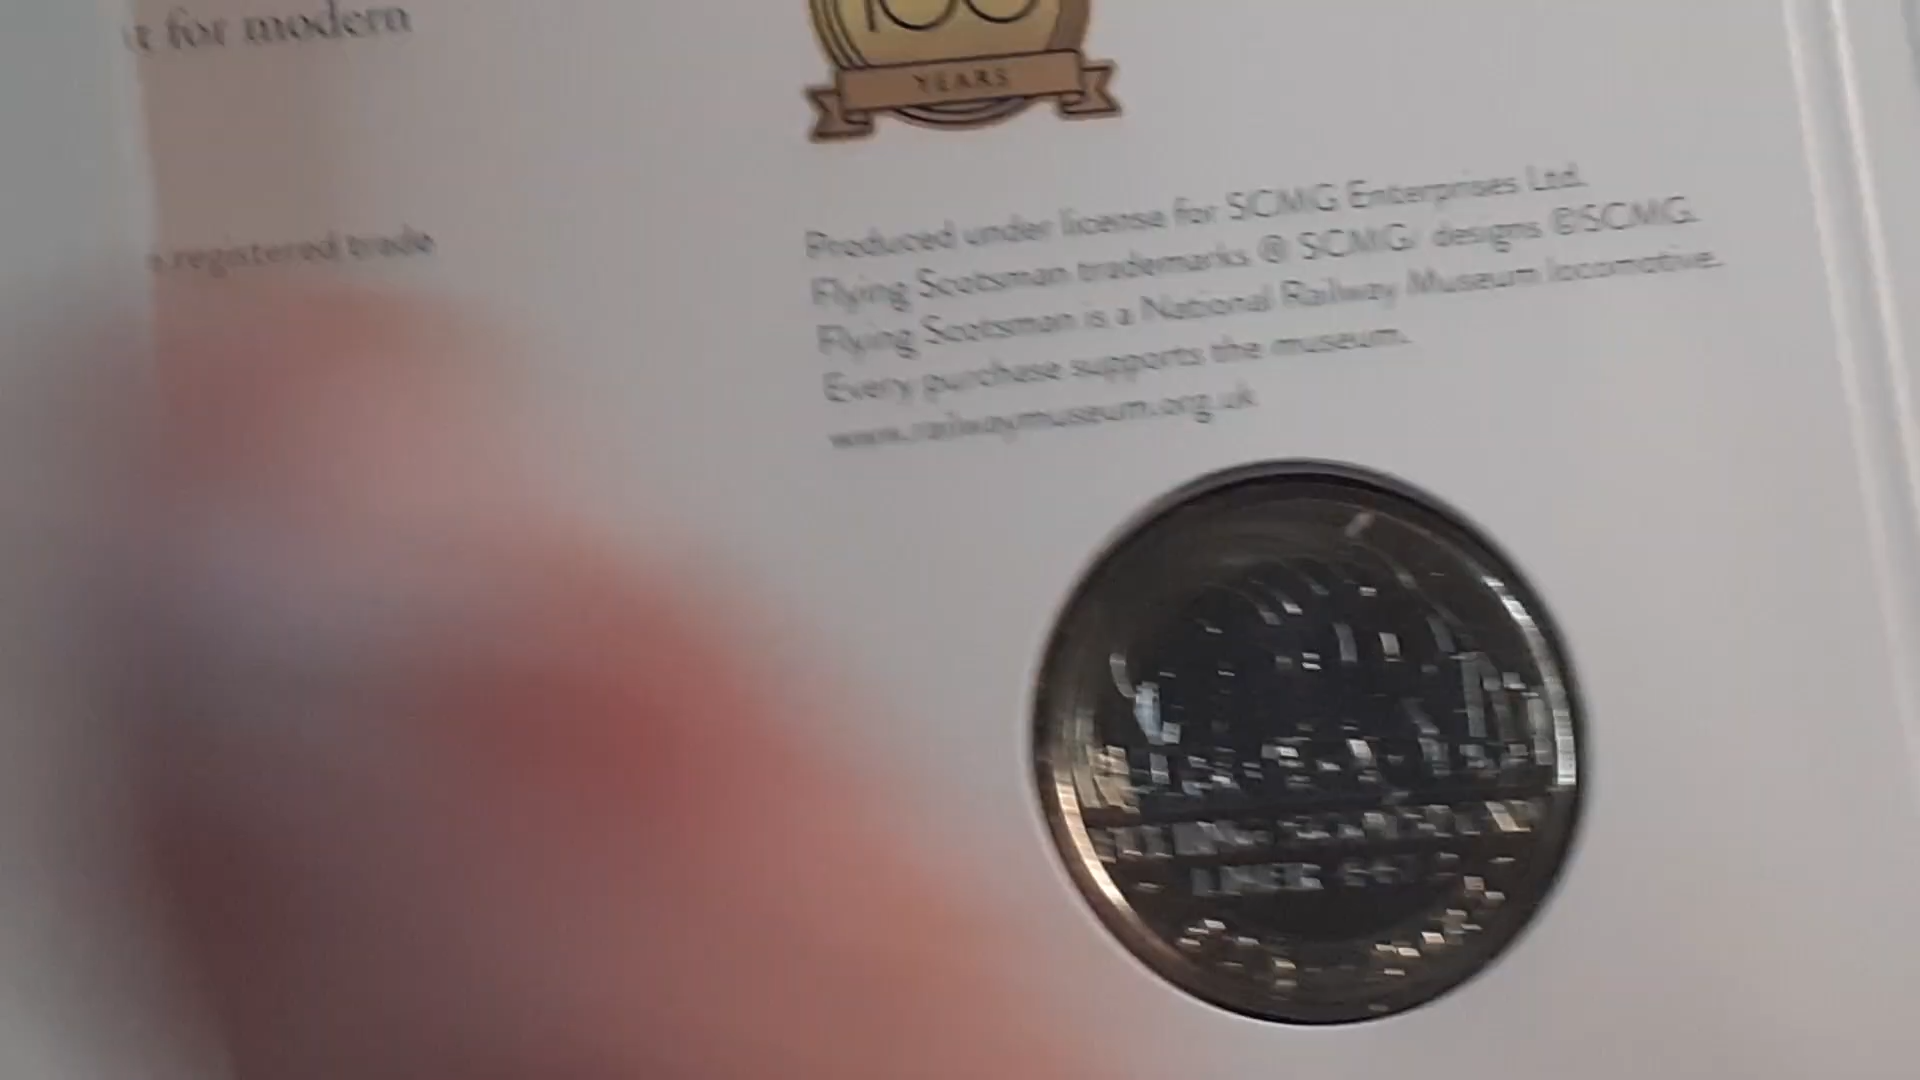 for modern
100
YEARS
registered trade
Produced under license for SCMG Enterprises Ltd.
Flying Scotsman trademarks ® SCMG/ designs ©SCMG.
Flying Scotsman is a National Railway Museum locomotive.
Every purchase supports the museum.
www.railwaymuseum.org.uk